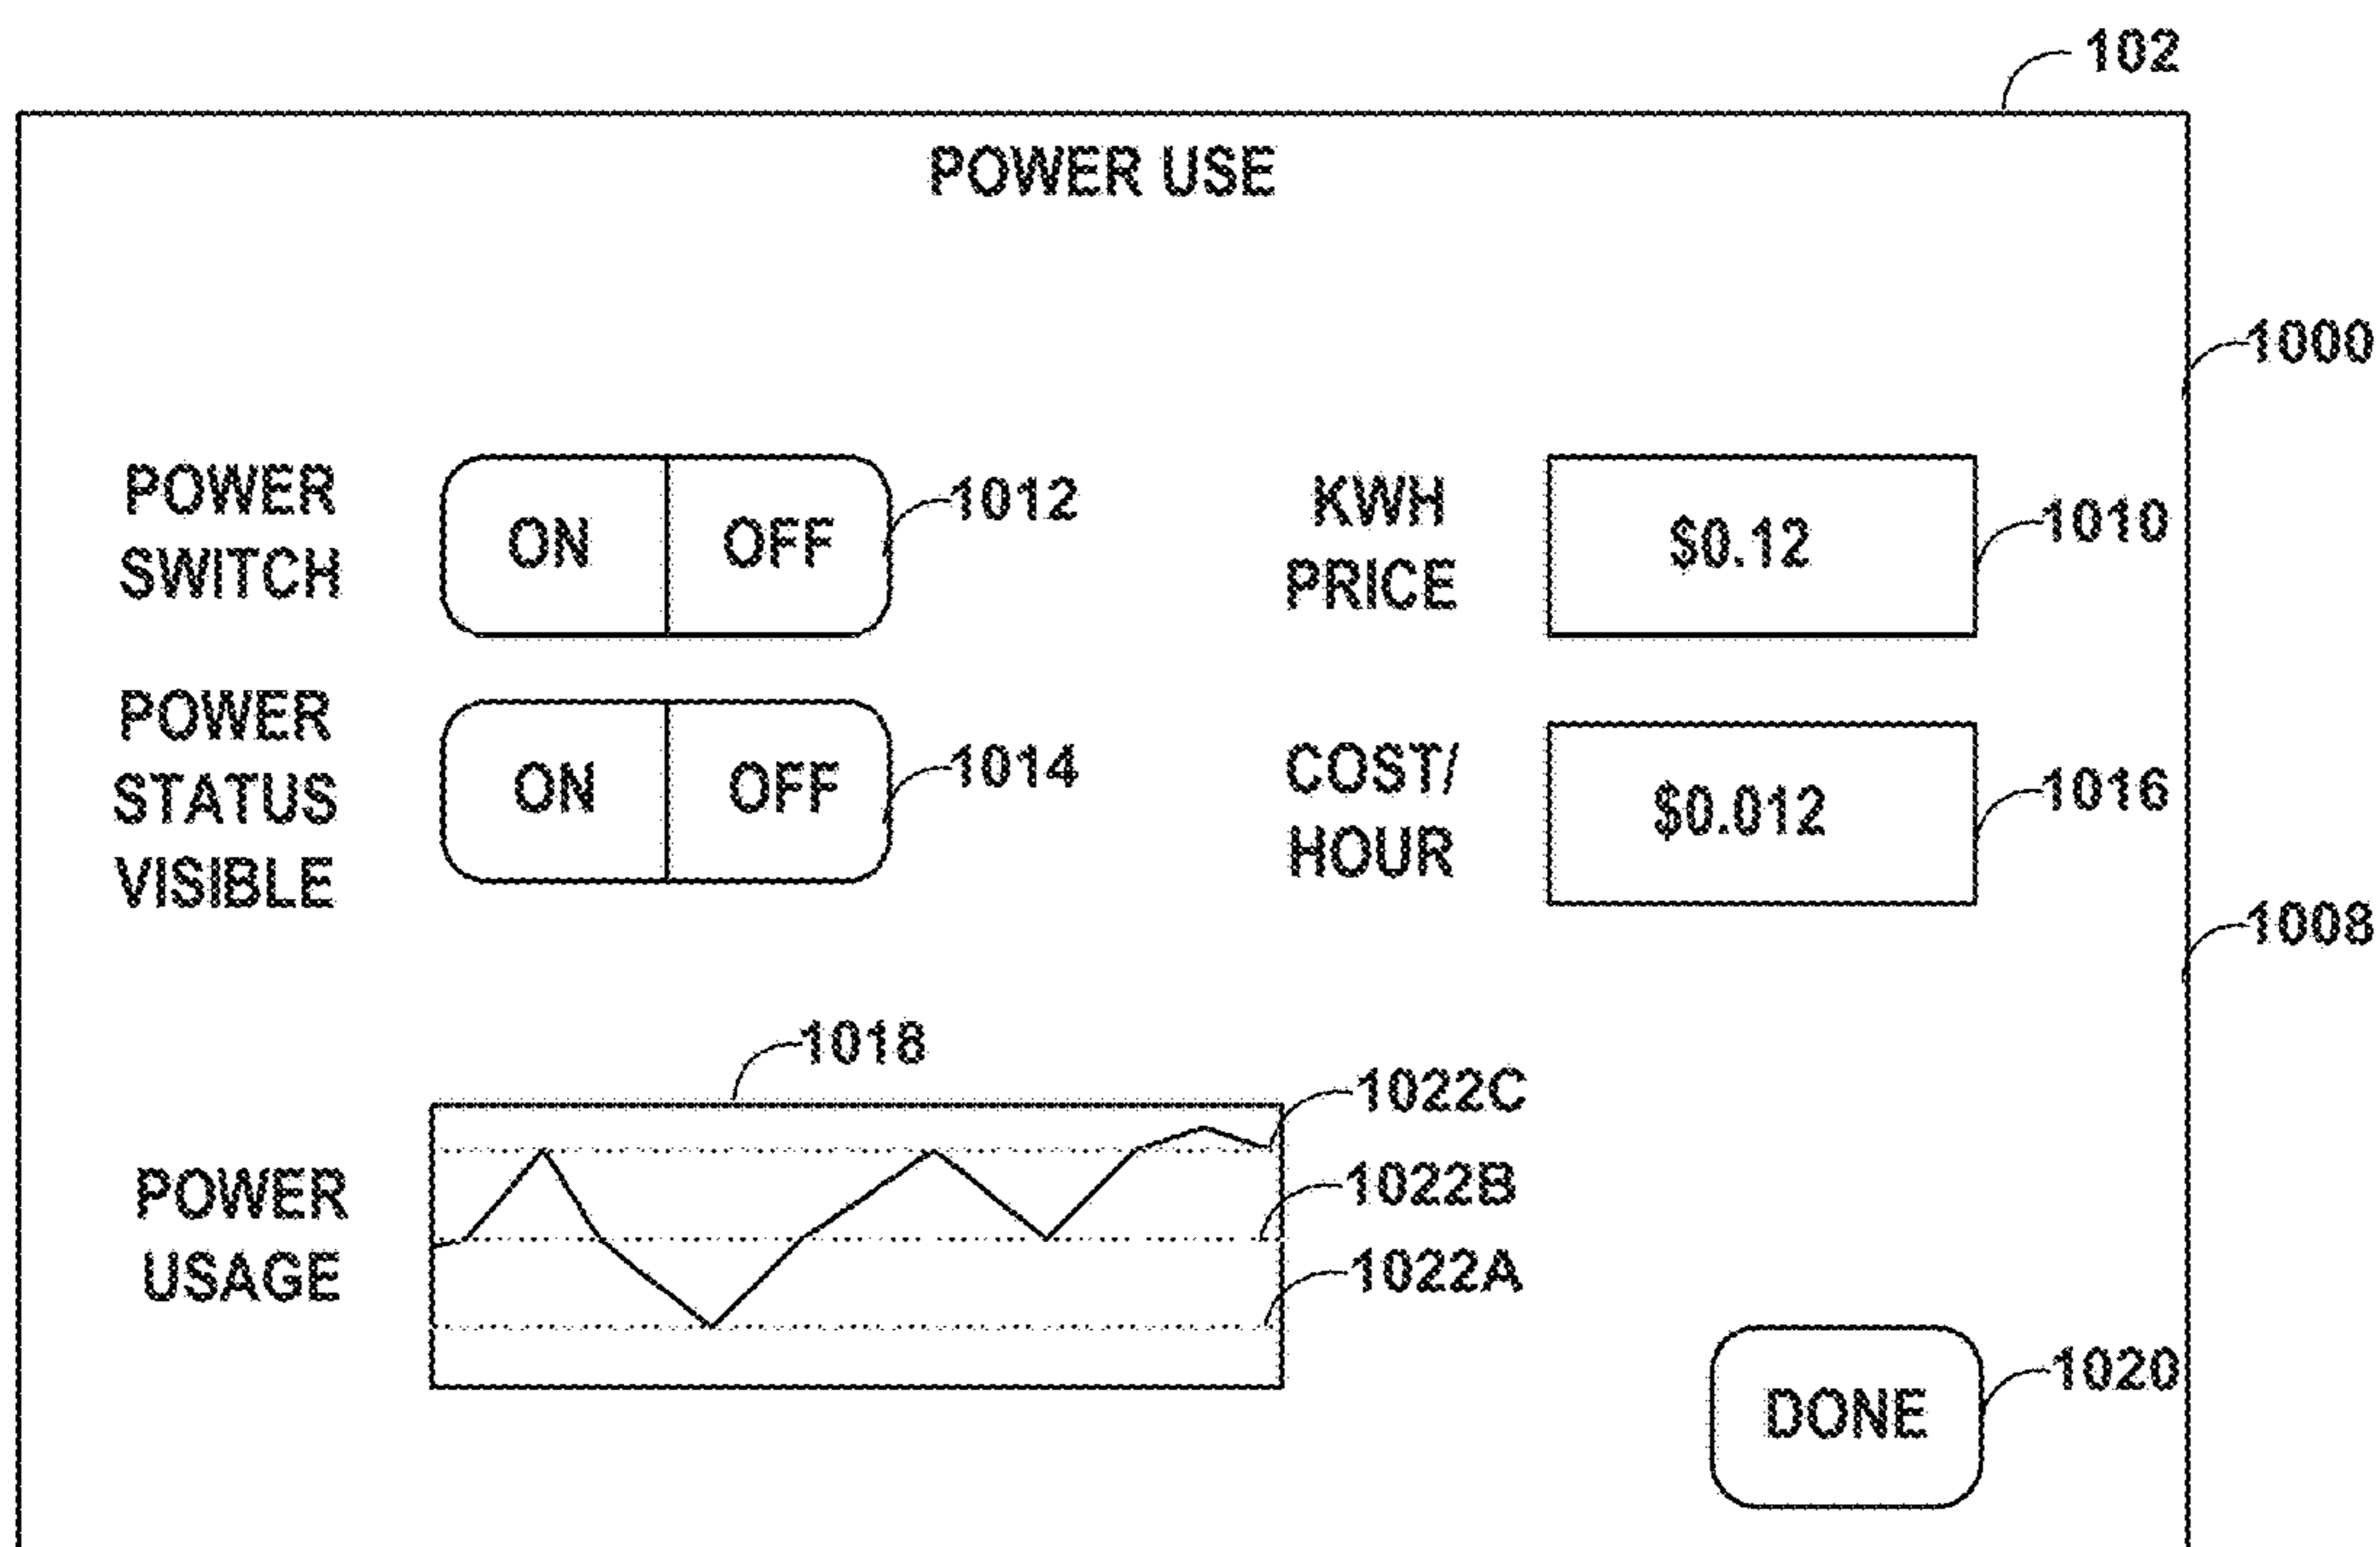 102
POWER USE
1000
POWER
SWITCH
ON OFF
1012
KWH
PRICE
$0.12
1010
POWER
STATUS
VISIBLE
ON OFF
1014
COST/
HOUR
$0.012
1016
1008
1018
1022C
1022B
1022A
POWER
USAGE
DONE
1020